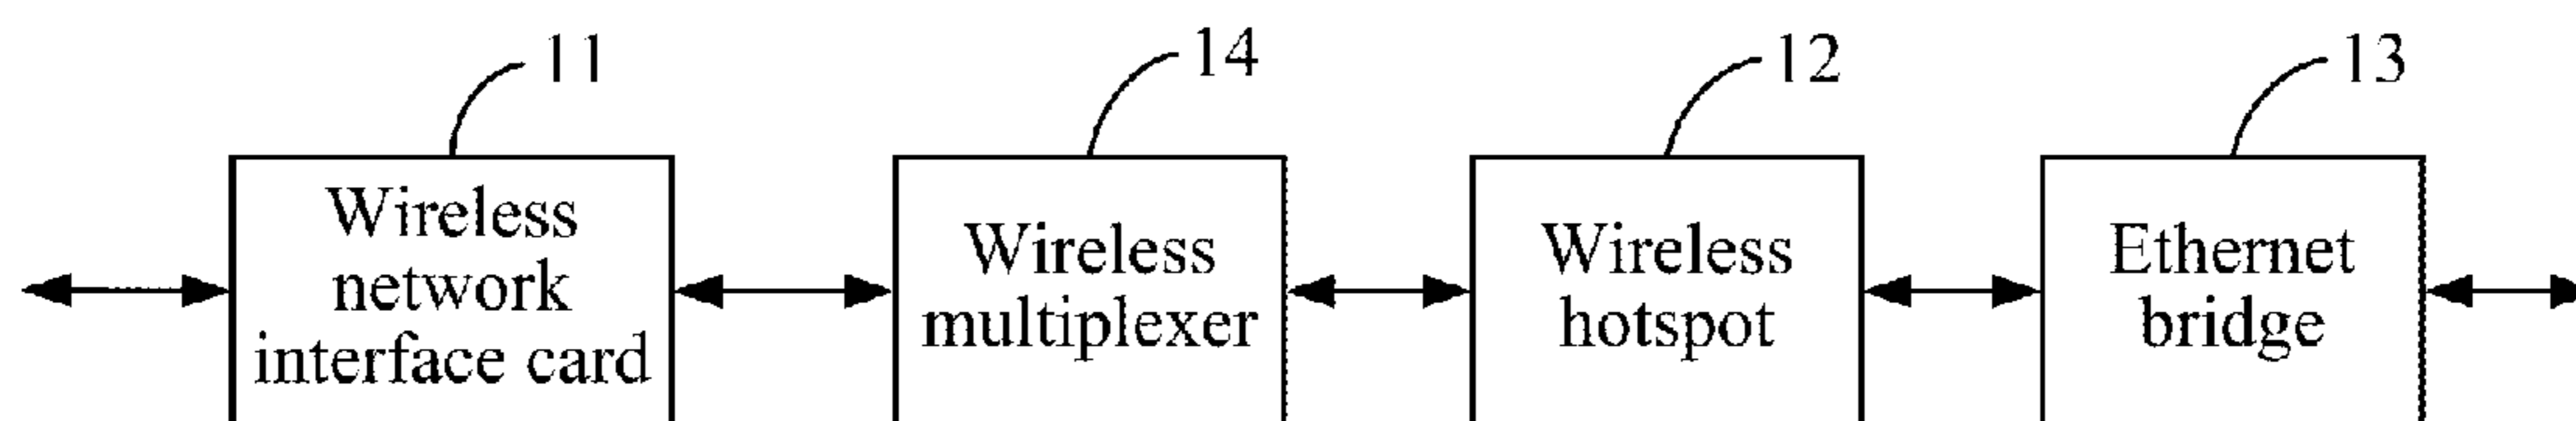 11
14
12
13
Wireless
network
interface card
Wireless
multiplexer
Wireless
hotspot
Ethernet
bridge